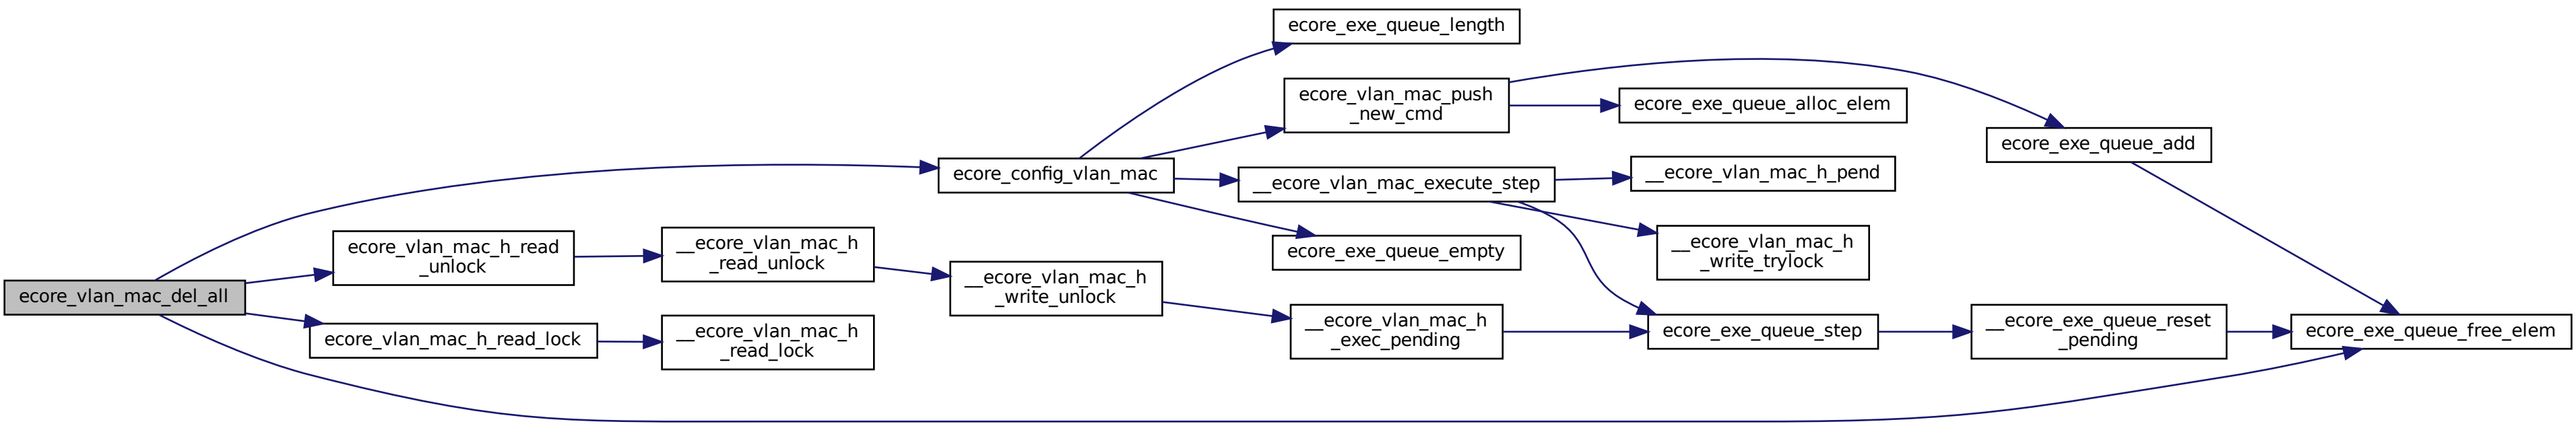 ecore_vlan_mac_del_all
ecore_config_vlan_mac
ecore_exe_queue_length
ecore_vlan_mac_push
_new_cmd
ecore_exe_queue_alloc_elem
ecore_exe_queue_add
__ecore_vlan_mac_execute_step
__ecore_vlan_mac_h_pend
__ecore_vlan_mac_h
_write_trylock
ecore_exe_queue_empty
ecore_vlan_mac_h_read
_unlock
__ecore_vlan_mac_h
_read_unlock
__ecore_vlan_mac_h
_write_unlock
__ecore_vlan_mac_h
_exec_pending
ecore_exe_queue_step
__ecore_exe_queue_reset
_pending
ecore_exe_queue_free_elem
ecore_vlan_mac_h_read_lock
__ecore_vlan_mac_h
_read_lock